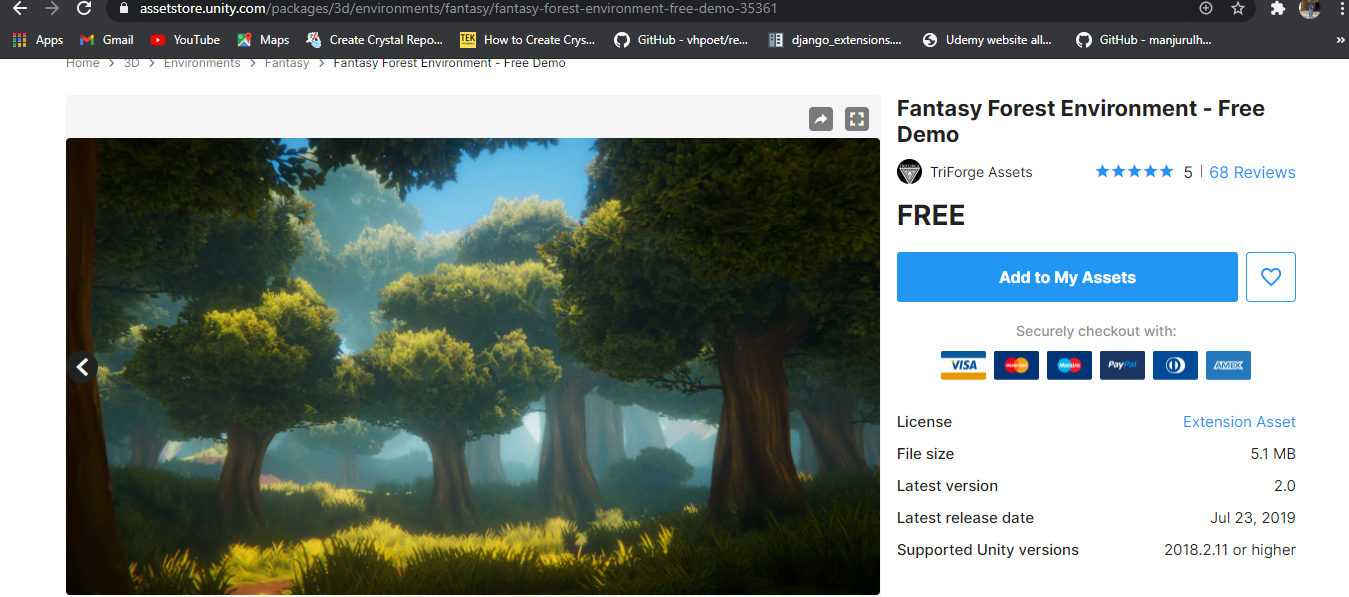 assetstore.unity.com/packages/3d/environments/fantasy/fantasy-forest-environment-free-demo-35361
Apps Gmail YouTube Maps Create Crystal Repo... TEK How to Create Crys... GitHub - vhpoet/re... django_extensions.... Udemy website all... GitHub - manjurulh... »
Home > 3D > Environments > Fantasy > Fantasy Forest Environment - Free Demo
Fantasy Forest Environment - Free
Demo
TriForge Assets 5 | 68 Reviews
FREE
Add to My Assets
Securely checkout with:
VISA MasterCard Maestro PayPal AMEX
License Extension Asset
File size 5.1 MB
Latest version 2.0
Latest release date Jul 23, 2019
Supported Unity versions 2018.2.11 or higher